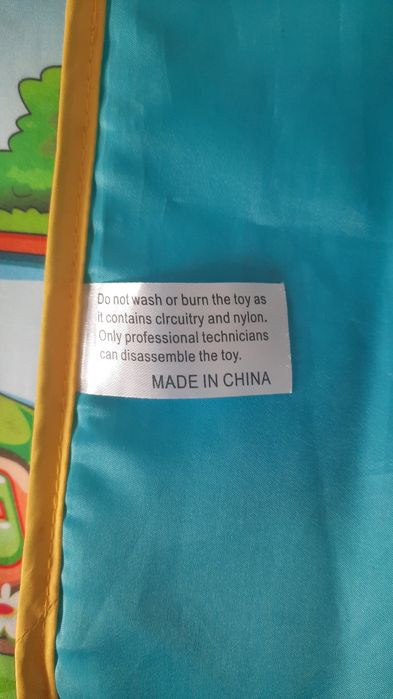 Do not wash or burn the toy as
it contains clrcuitry and nylon.
Only professional technicians
can disassemble the toy.
MADE IN CHINA